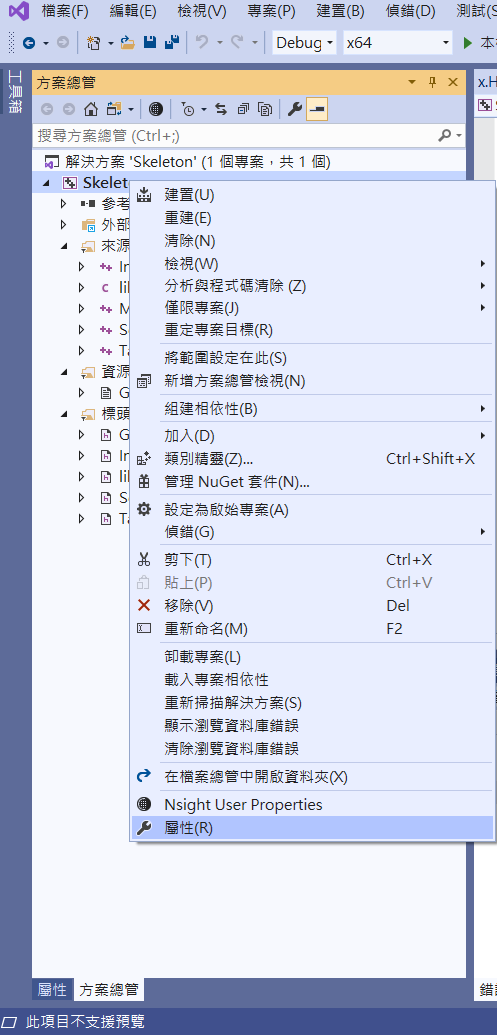 檔案(F) 編輯(E) 檢視(V) 專案(P) 建置(B) 偵錯(D) 測試(S
Debug x64 本
工具箱
方案總管
x.H
搜尋方案總管 (Ctrl+;)
解決方案 'Skeleton' (1 個專案，共 1 個)
Skelet
參考
外部
來源
In
lil
M
Ta
資源
G
標頭
G
In
lil
Ta
建置(U)
重建(E)
清除(N)
檢視(W)
分析與程式碼清除 (Z)
僅限專案(J)
重定專案目標(R)
將範圍設定在此(S)
新增方案總管檢視(N)
組建相依性(B)
加入(D)
類別精靈(Z)... Ctrl+Shift+X
管理 NuGet 套件(N)...
設定為啟始專案(A)
偵錯(G)
剪下(T) Ctrl+X
貼上(P) Ctrl+V
移除(V) Del
重新命名(M) F2
卸載專案(L)
載入專案相依性
重新掃描解決方案(S)
顯示瀏覽資料庫錯誤
清除瀏覽資料庫錯誤
在檔案總管中開啟資料夾(X)
Nsight User Properties
屬性(R)
屬性 方案總管
此項目不支援預覽